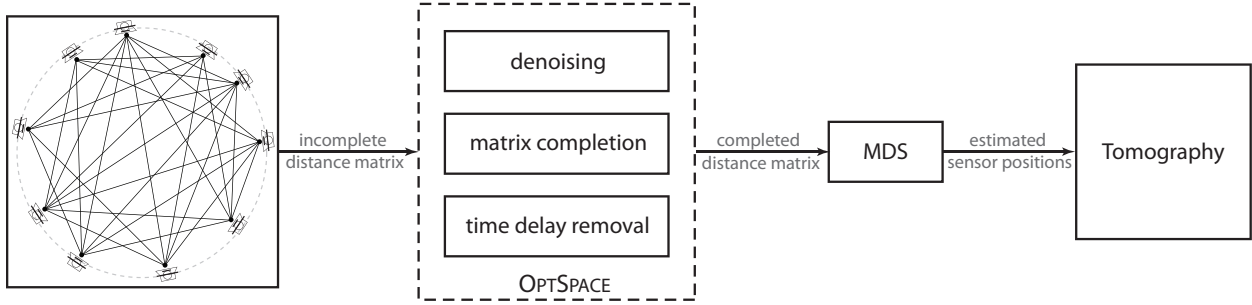 incomplete
distance matrix
denoising
matrix completion
time delay removal
OPTSPACE
completed
distance matrix
MDS
estimated
sensor positions
Tomography